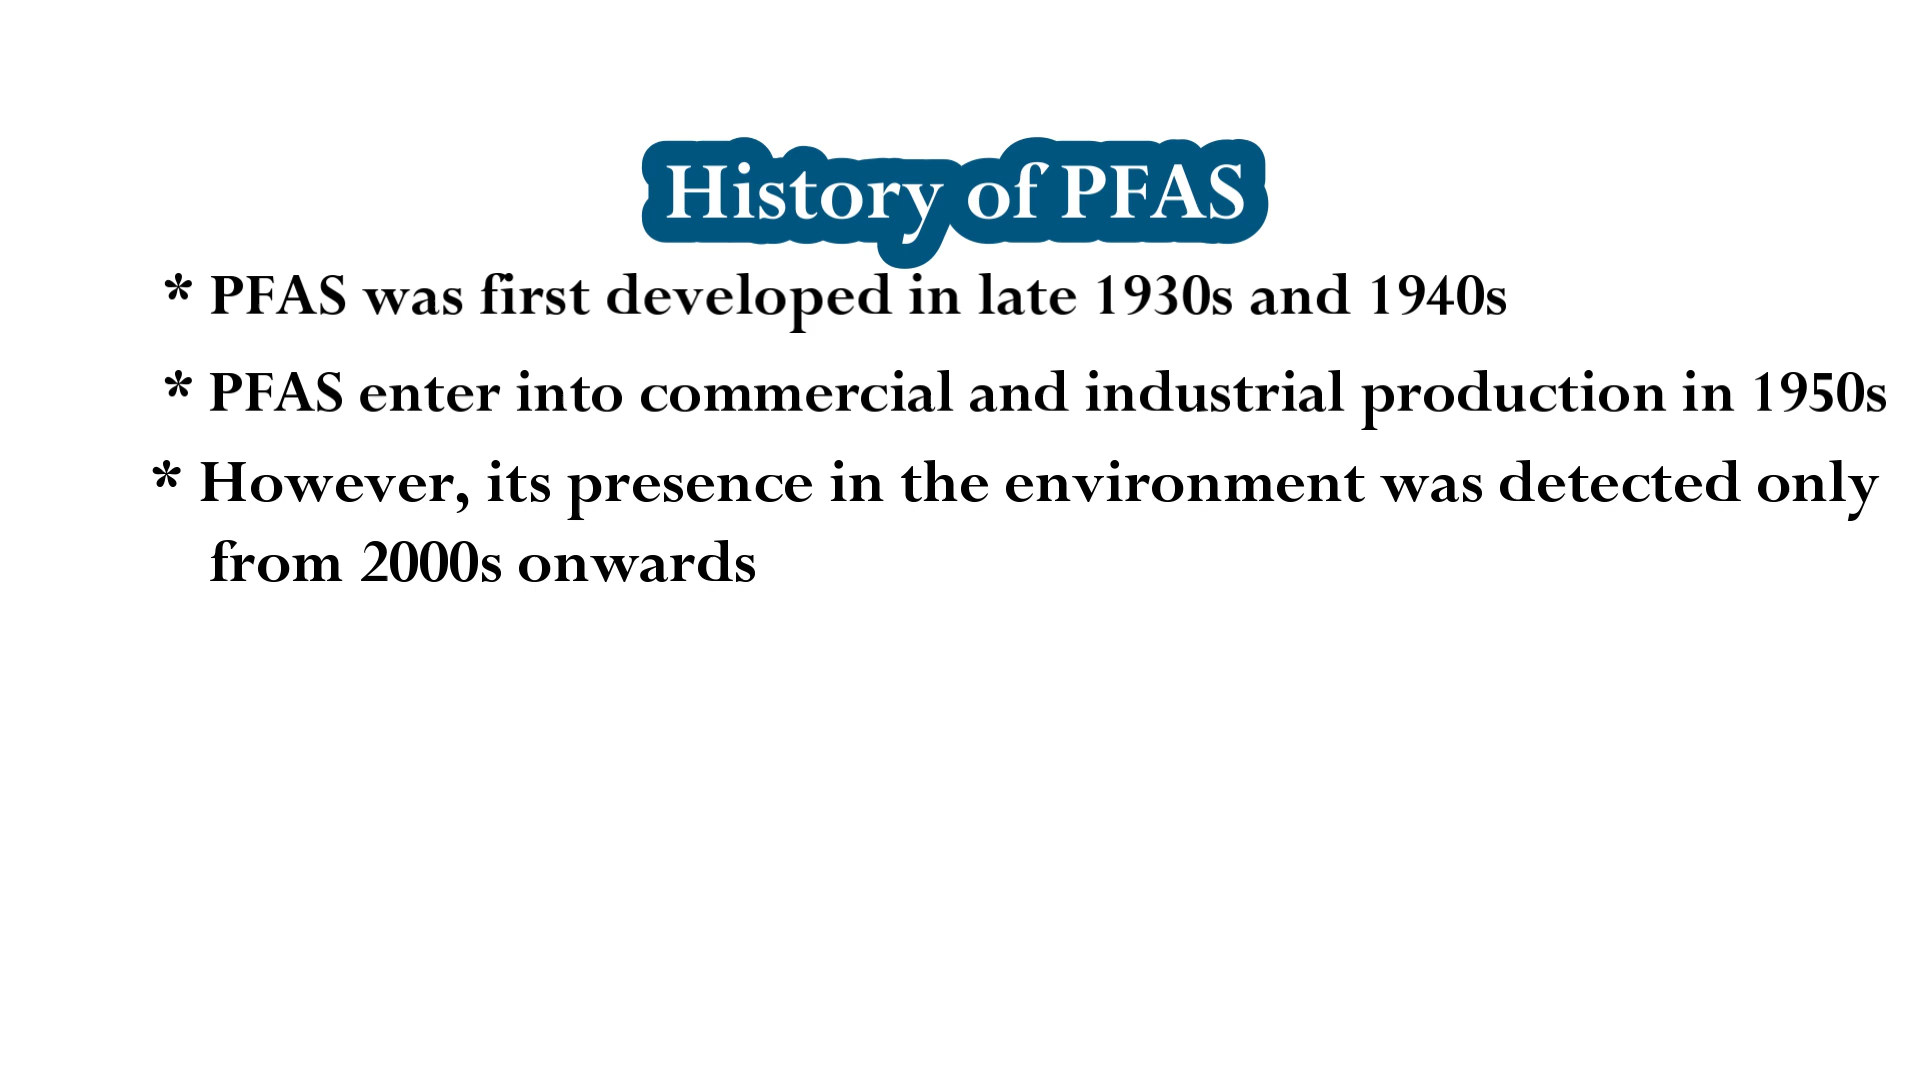 History of PFAS
* PFAS was first developed in late 1930s and 1940s
* PFAS enter into commercial and industrial production in 1950s
* However, its presence in the environment was detected only
from 2000s onwards